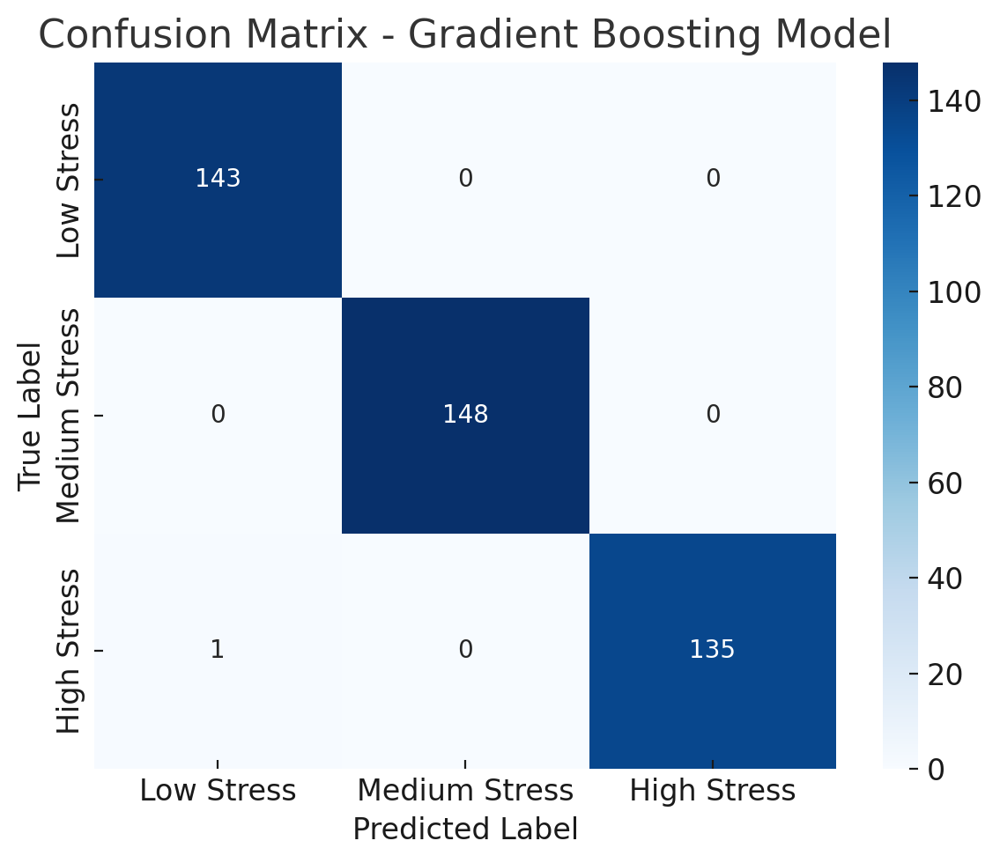 Confusion Matrix - Gradient Boosting Model
True Label
Low Stress
143 0 0
Medium Stress
0 148 0
High Stress
1 0 135
Low Stress Medium Stress High Stress
Predicted Label
140
120
100
80
60
40
20
0